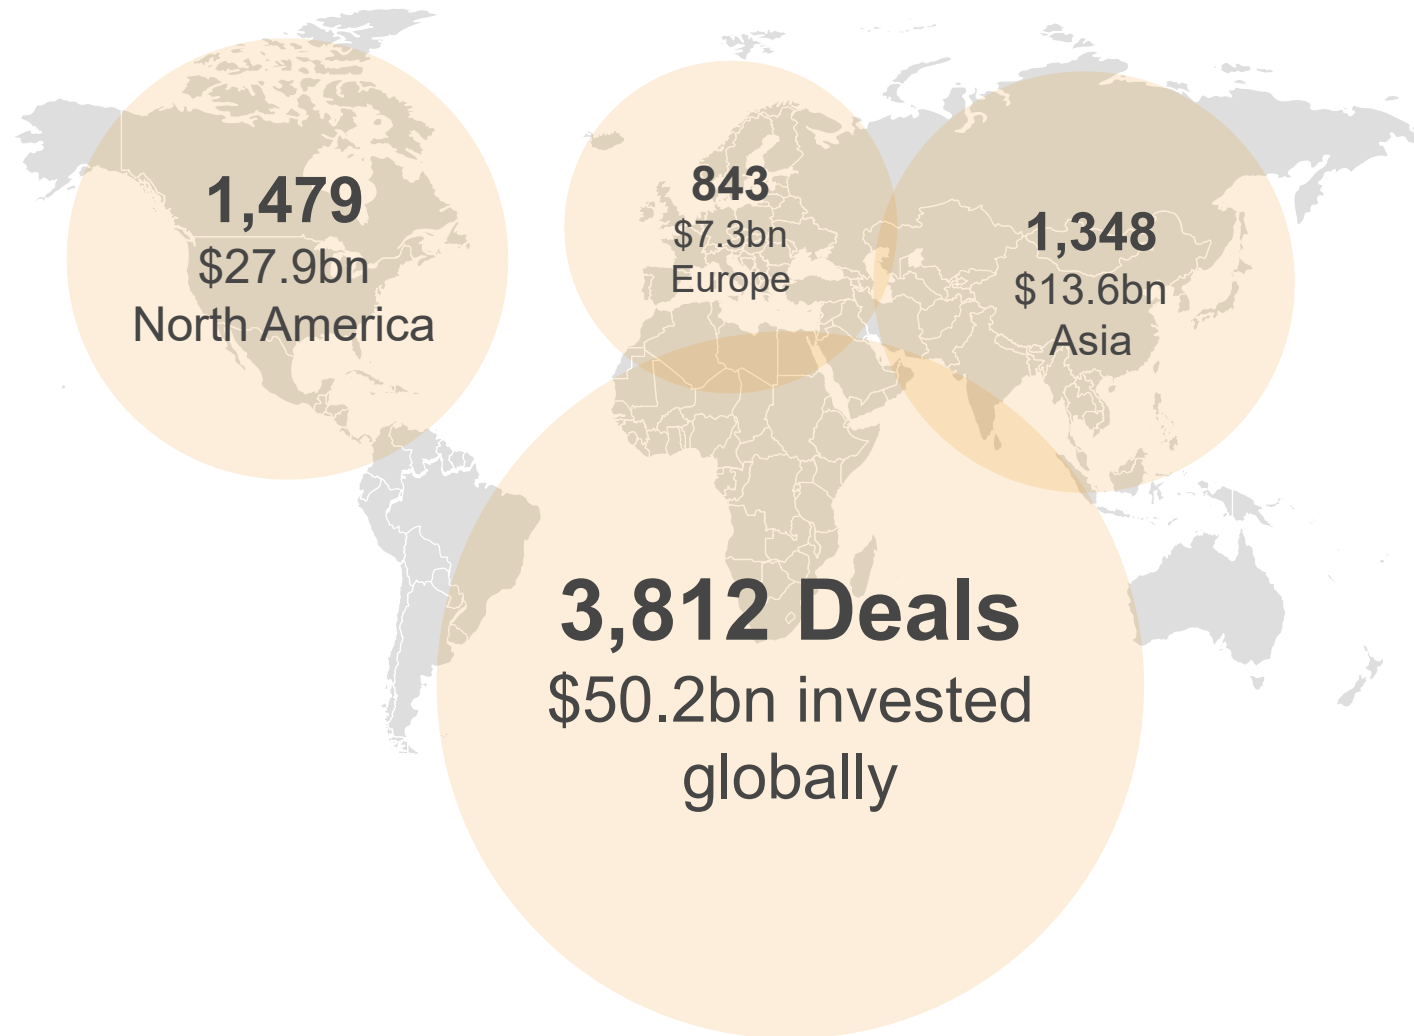 1,479
$27.9bn
North America
843
$7.3bn
Europe
1,348
$13.6bn
Asia
3,812 Deals
$50.2bn invested
globally